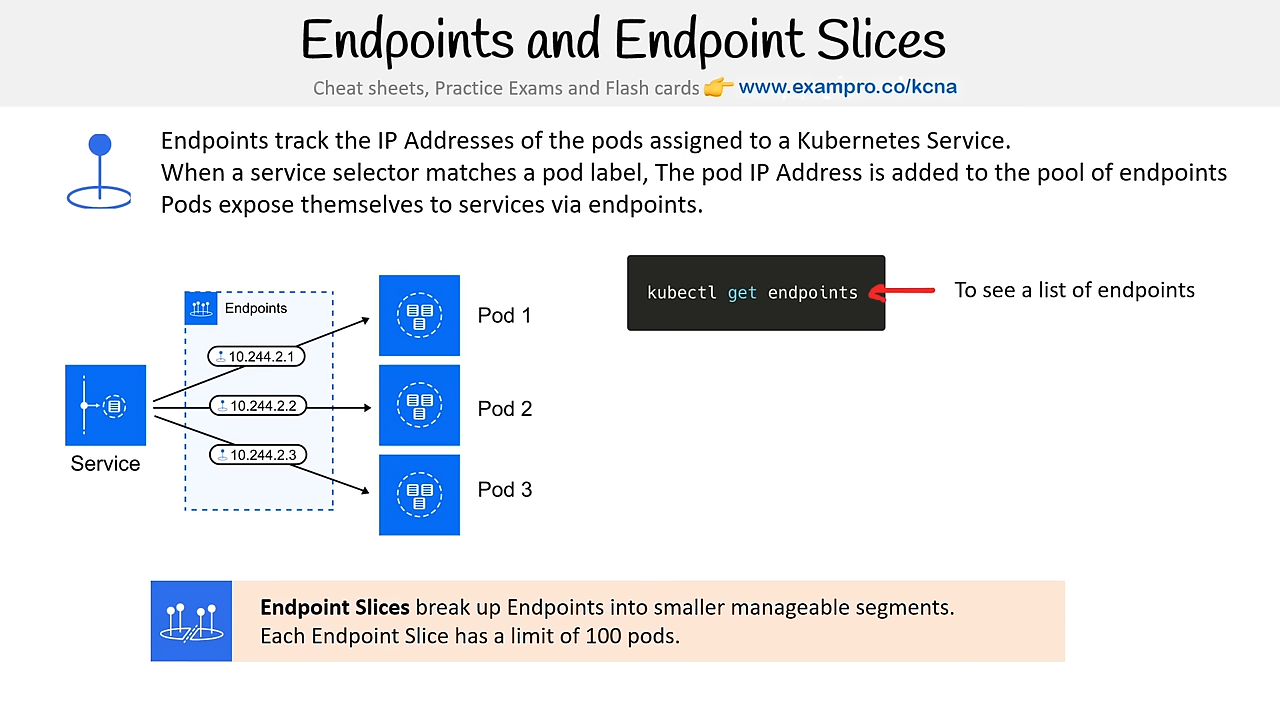 Endpoints and Endpoint Slices
Cheat sheets, Practice Exams and Flash cards 👉 www.exampro.co/kcna
Endpoints track the IP Addresses of the pods assigned to a Kubernetes Service.
When a service selector matches a pod label, The pod IP Address is added to the pool of endpoints
Pods expose themselves to services via endpoints.
kubectl get endpoints
To see a list of endpoints
Endpoints
10.244.2.1
10.244.2.2
10.244.2.3
Service
Pod 1
Pod 2
Pod 3
Endpoint Slices break up Endpoints into smaller manageable segments.
Each Endpoint Slice has a limit of 100 pods.